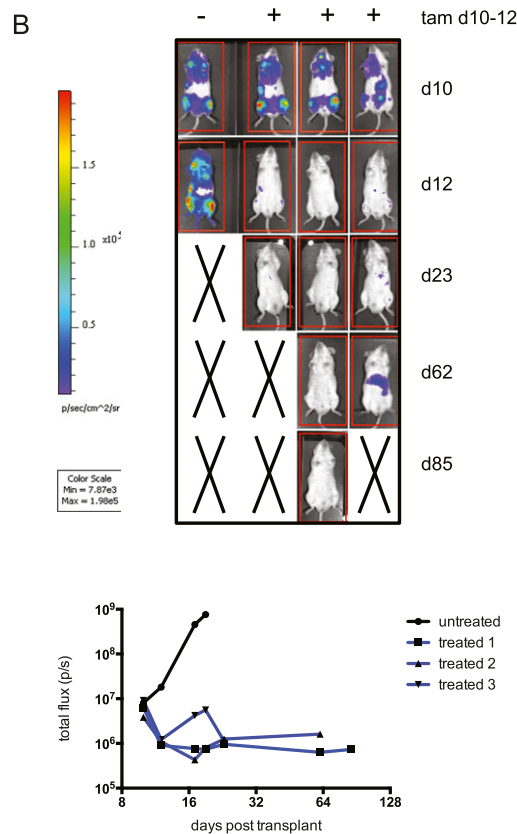 B
- + + + tam d10-12
d10
d12
d23
d62
d85
1.5
1.0
0.5
p/sec/cm^2/sr
Color Scale
Min = 7.87e3
Max = 1.98e5
10^9
10^8
10^7
10^6
10^5
total flux (p/s)
8 16 32 64 128
days post transplant
untreated
treated 1
treated 2
treated 3